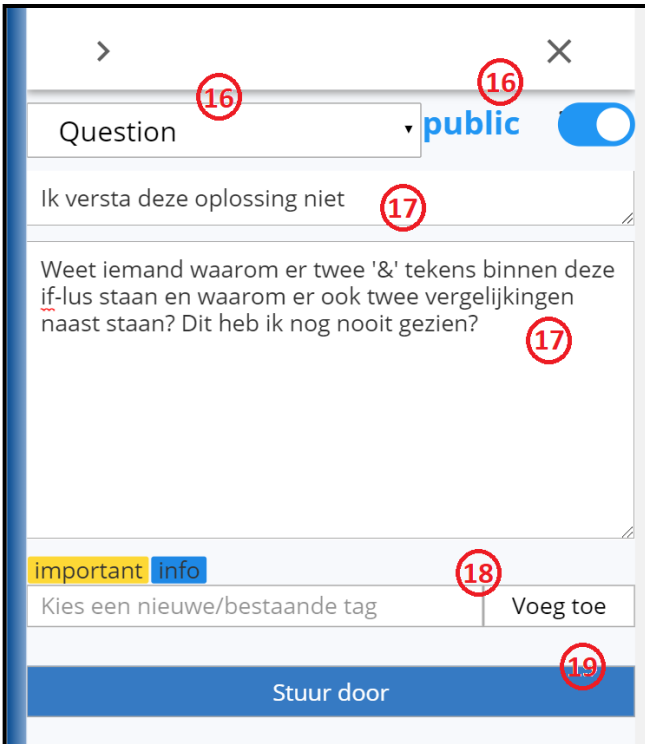 16
16
Question
public
Ik versta deze oplossing niet
17
Weet iemand waarom er twee '&' tekens binnen deze
if-lus staan en waarom er ook twee vergelijkingen
naast staan? Dit heb ik nog nooit gezien?
17
important info
18
Kies een nieuwe/bestaande tag
Voeg toe
19
Stuur door